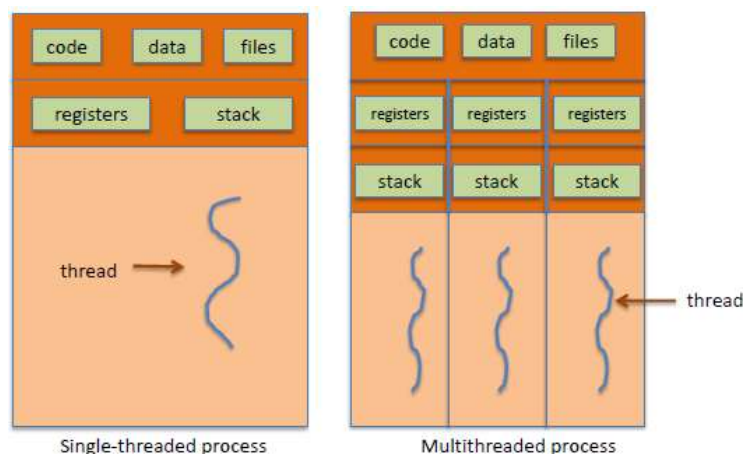 code data files
registers stack
thread
Single-threaded process
code data files
registers registers registers
stack stack stack
thread
Multithreaded process